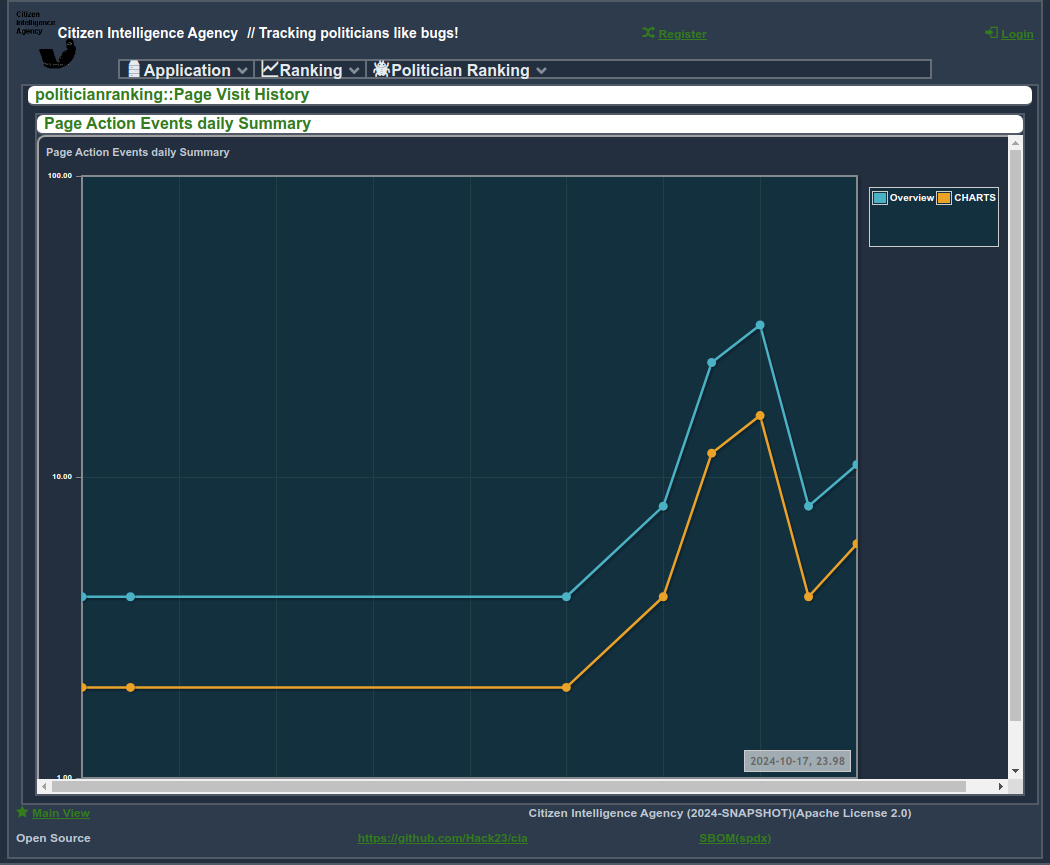 Citizen
Intelligence
Agency
Citizen Intelligence Agency // Tracking politicians like bugs!
Register
Login
Application
Ranking
Politician Ranking
politicianranking::Page Visit History
Page Action Events daily Summary
Page Action Events daily Summary
100.00
Overview
CHARTS
10.00
2024-10-17, 23.98
1.00
Main View
Citizen Intelligence Agency (2024-SNAPSHOT)(Apache License 2.0)
Open Source
https://github.com/Hack23/cia
SBOM(spdx)